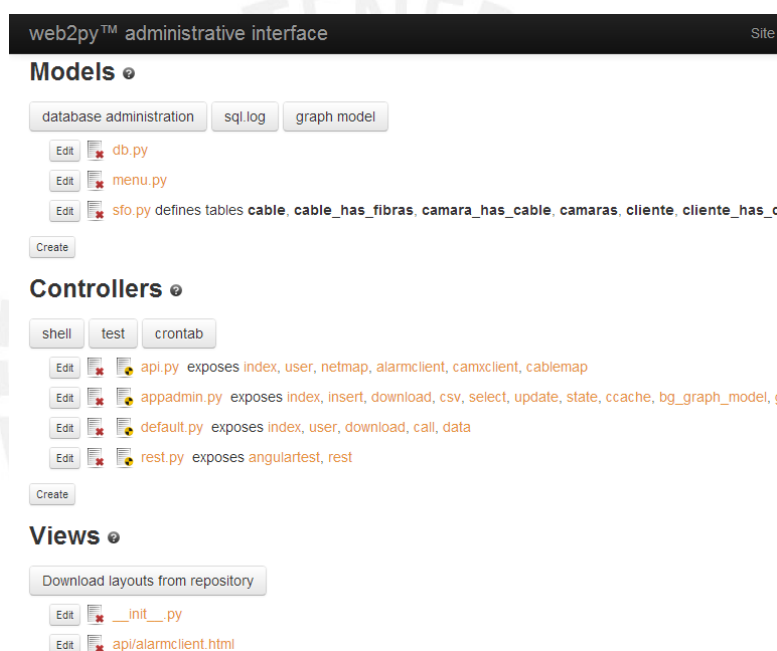 web2py™ administrative interface Site
Models
database administration sql.log graph model
Edit db.py
Edit menu.py
Edit sfo.py defines tables cable, cable_has_fibras, camara_has_cable, camaras, cliente, cliente_has_c
Create
Controllers
shell test crontab
Edit api.py exposes index, user, netmap, alarmclient, camxclient, cablemap
Edit appadmin.py exposes index, insert, download, csv, select, update, state, ccache, bg_graph_model,
Edit default.py exposes index, user, download, call, data
Edit rest.py exposes angulartest, rest
Create
Views
Download layouts from repository
Edit __init__.py
Edit api/alarmclient.html